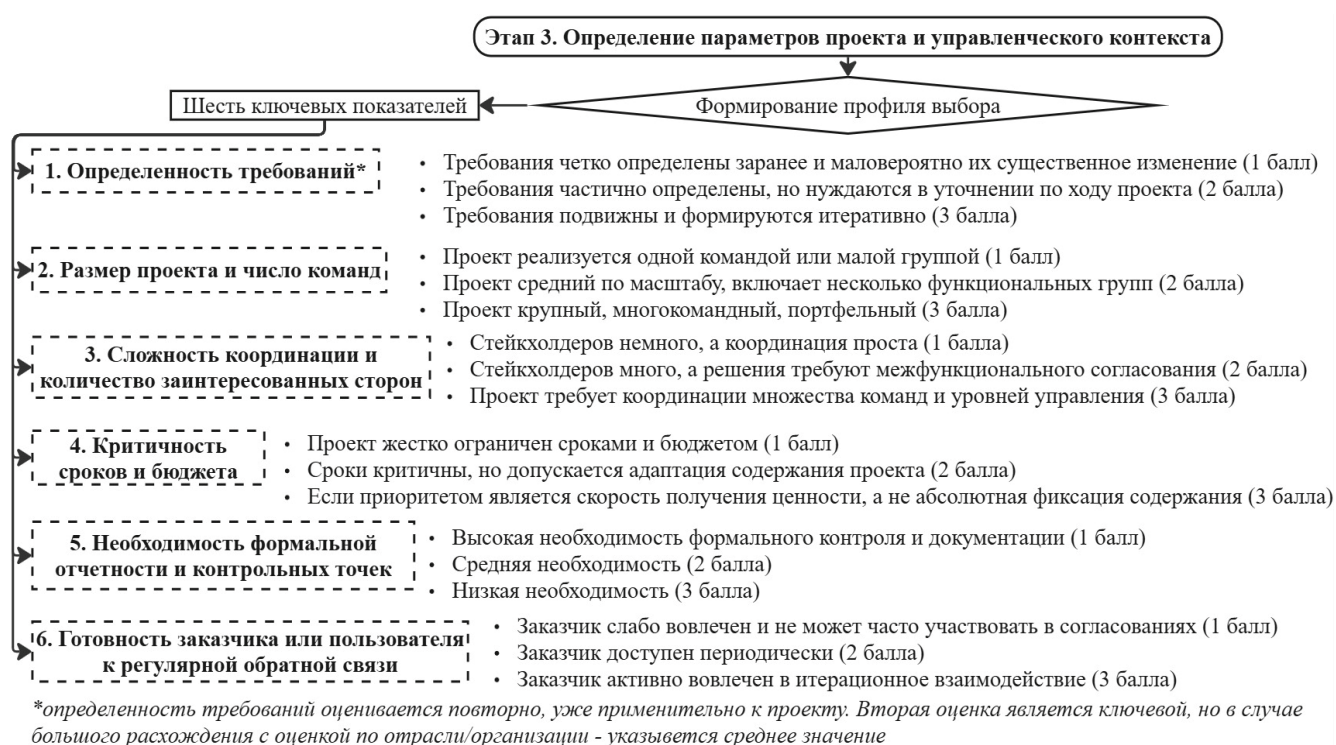 Этап 3. Определение параметров проекта и управленческого контекста
Формирование профиля выбора
Шесть ключевых показателей
1. Определенность требований*
• Требования четко определены заранее и маловероятно их существенное изменение (1 балл)
• Требования частично определены, но нуждаются в уточнении по ходу проекта (2 балла)
• Требования подвижны и формируются итеративно (3 балла)
2. Размер проекта и число команд
• Проект реализуется одной командой или малой группой (1 балл)
• Проект средний по масштабу, включает несколько функциональных групп (2 балла)
• Проект крупный, многокомандный, портфельный (3 балла)
3. Сложность координации и
количество заинтересованных сторон
• Стейкхолдеров немного, а координация проста (1 балл)
• Стейкхолдеров много, а решения требуют межфункционального согласования (2 балла)
• Проект требует координации множества команд и уровней управления (3 балла)
4. Критичность
сроков и бюджета
• Проект жестко ограничен сроками и бюджетом (1 балл)
• Сроки критичны, но допускается адаптация содержания проекта (2 балла)
• Если приоритетом является скорость получения ценности, а не абсолютная фиксация содержания (3 балла)
5. Необходимость формальной
отчетности и контрольных точек
• Высокая необходимость формального контроля и документации (1 балл)
• Средняя необходимость (2 балла)
• Низкая необходимость (3 балла)
6. Готовность заказчика или пользователя
к регулярной обратной связи
• Заказчик слабо вовлечен и не может часто участвовать в согласованиях (1 балл)
• Заказчик доступен периодически (2 балла)
• Заказчик активно вовлечен в итерационное взаимодействие (3 балла)
*определенность требований оценивается повторно, уже применительно к проекту. Вторая оценка является ключевой, но в случае
большого расхождения с оценкой по отрасли/организации - указывется среднее значение